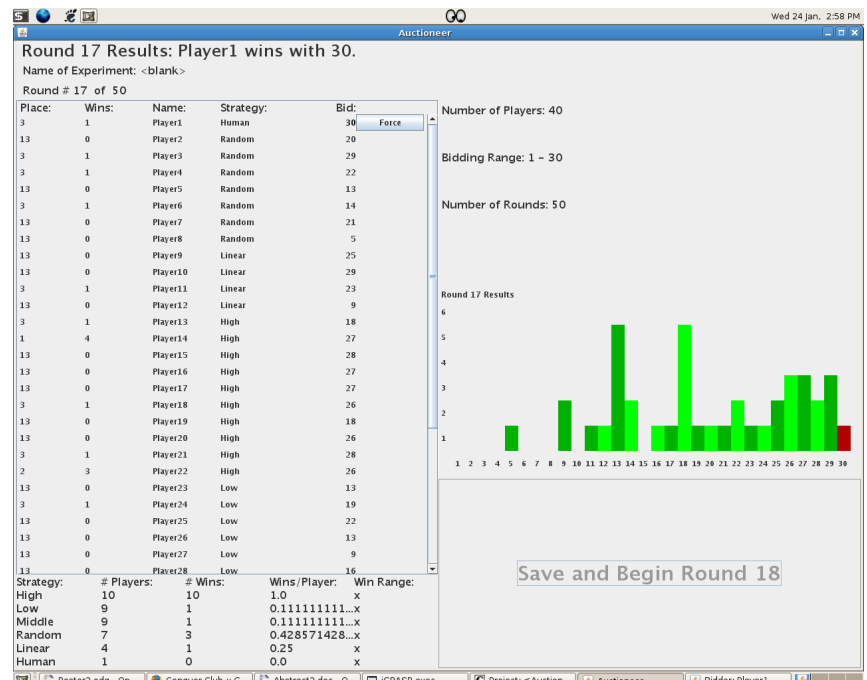 Wed 24 Jan, 2:58 PM
Auctioneer
Round 17 Results: Player1 wins with 30.
Name of Experiment: <blank>
Round # 17 of 50
Place: Wins: Name: Strategy: Bid:
3 1 Player1 Human 30 Force
13 0 Player2 Random 20
3 1 Player3 Random 29
3 1 Player4 Random 22
13 0 Player5 Random 13
3 1 Player6 Random 14
13 0 Player7 Random 21
13 0 Player8 Random 5
13 0 Player9 Linear 25
13 0 Player10 Linear 29
3 1 Player11 Linear 23
13 0 Player12 Linear 9
3 1 Player13 High 18
1 4 Player14 High 27
13 0 Player15 High 28
13 0 Player16 High 27
13 0 Player17 High 27
3 1 Player18 High 26
13 0 Player19 High 18
13 0 Player20 High 26
3 1 Player21 High 28
2 3 Player22 High 26
13 0 Player23 Low 13
3 1 Player24 Low 19
13 0 Player25 Low 22
13 0 Player26 Low 13
13 0 Player27 Low 9
13 0 Player28 Low 16
Strategy: # Players: # Wins: Wins/Player: Win Range:
High 10 10 1.0 x
Low 9 1 0.111111111...x
Middle 9 1 0.111111111...x
Random 7 3 0.428571428...x
Linear 4 1 0.25 x
Human 1 0 0.0 x
Number of Players: 40
Bidding Range: 1 – 30
Number of Rounds: 50
Round 17 Results
6
5
4
3
2
1
1 2 3 4 5 6 7 8 9 10 11 12 13 14 15 16 17 18 19 20 21 22 23 24 25 26 27 28 29 30
Save and Begin Round 18